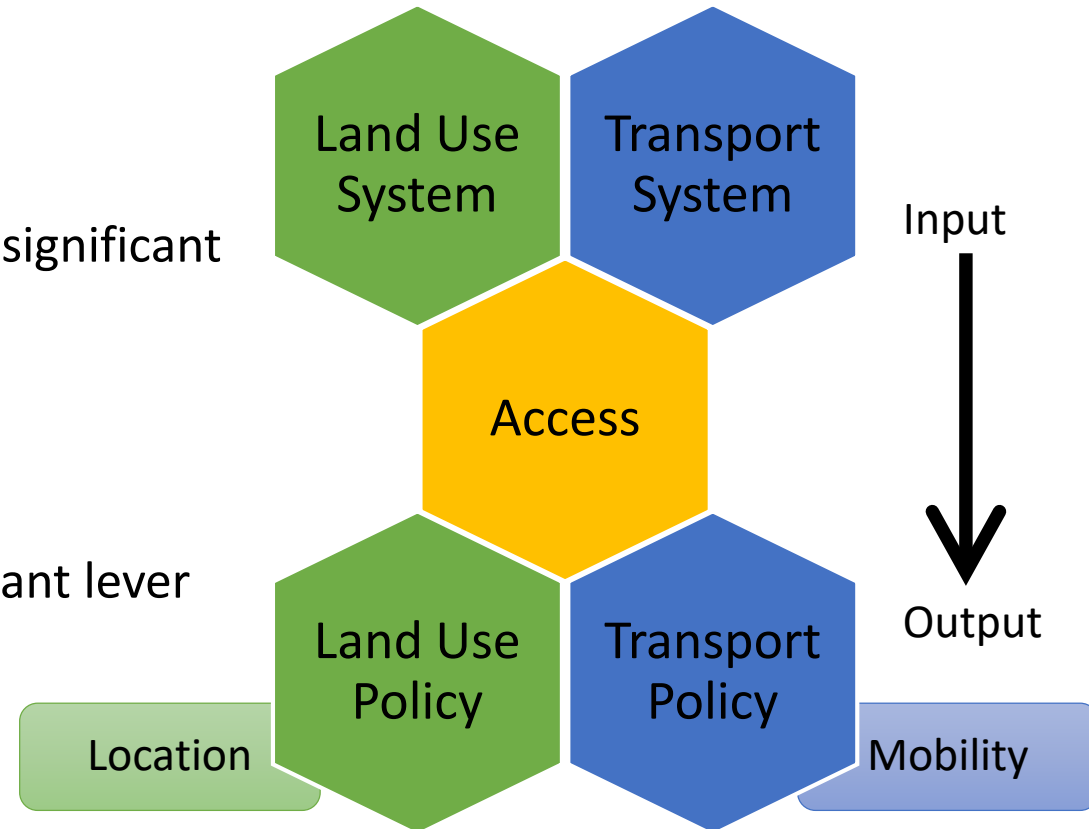 Land Use
System
Transport
System
Input
significant
Access
ant lever
Output
Land Use
Policy
Transport
Policy
Location
Mobility